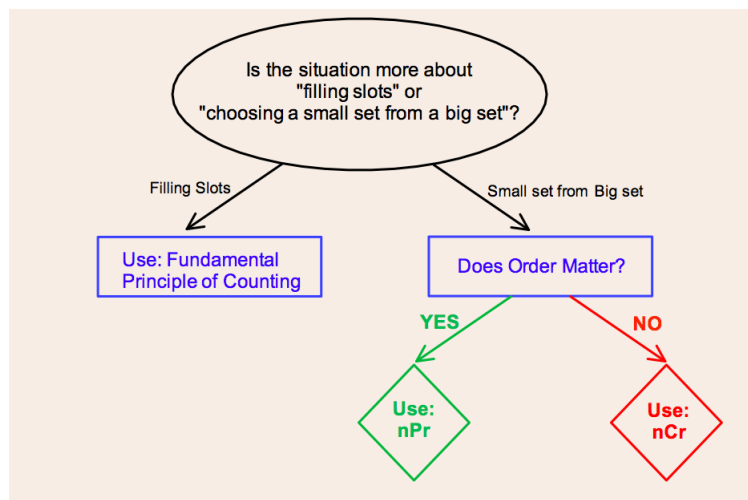 Is the situation more about
"filling slots" or
"choosing a small set from a big set"?
Filling Slots
Small set from Big set
Use: Fundamental
Principle of Counting
Does Order Matter?
YES
NO
Use:
nPr
Use:
nCr